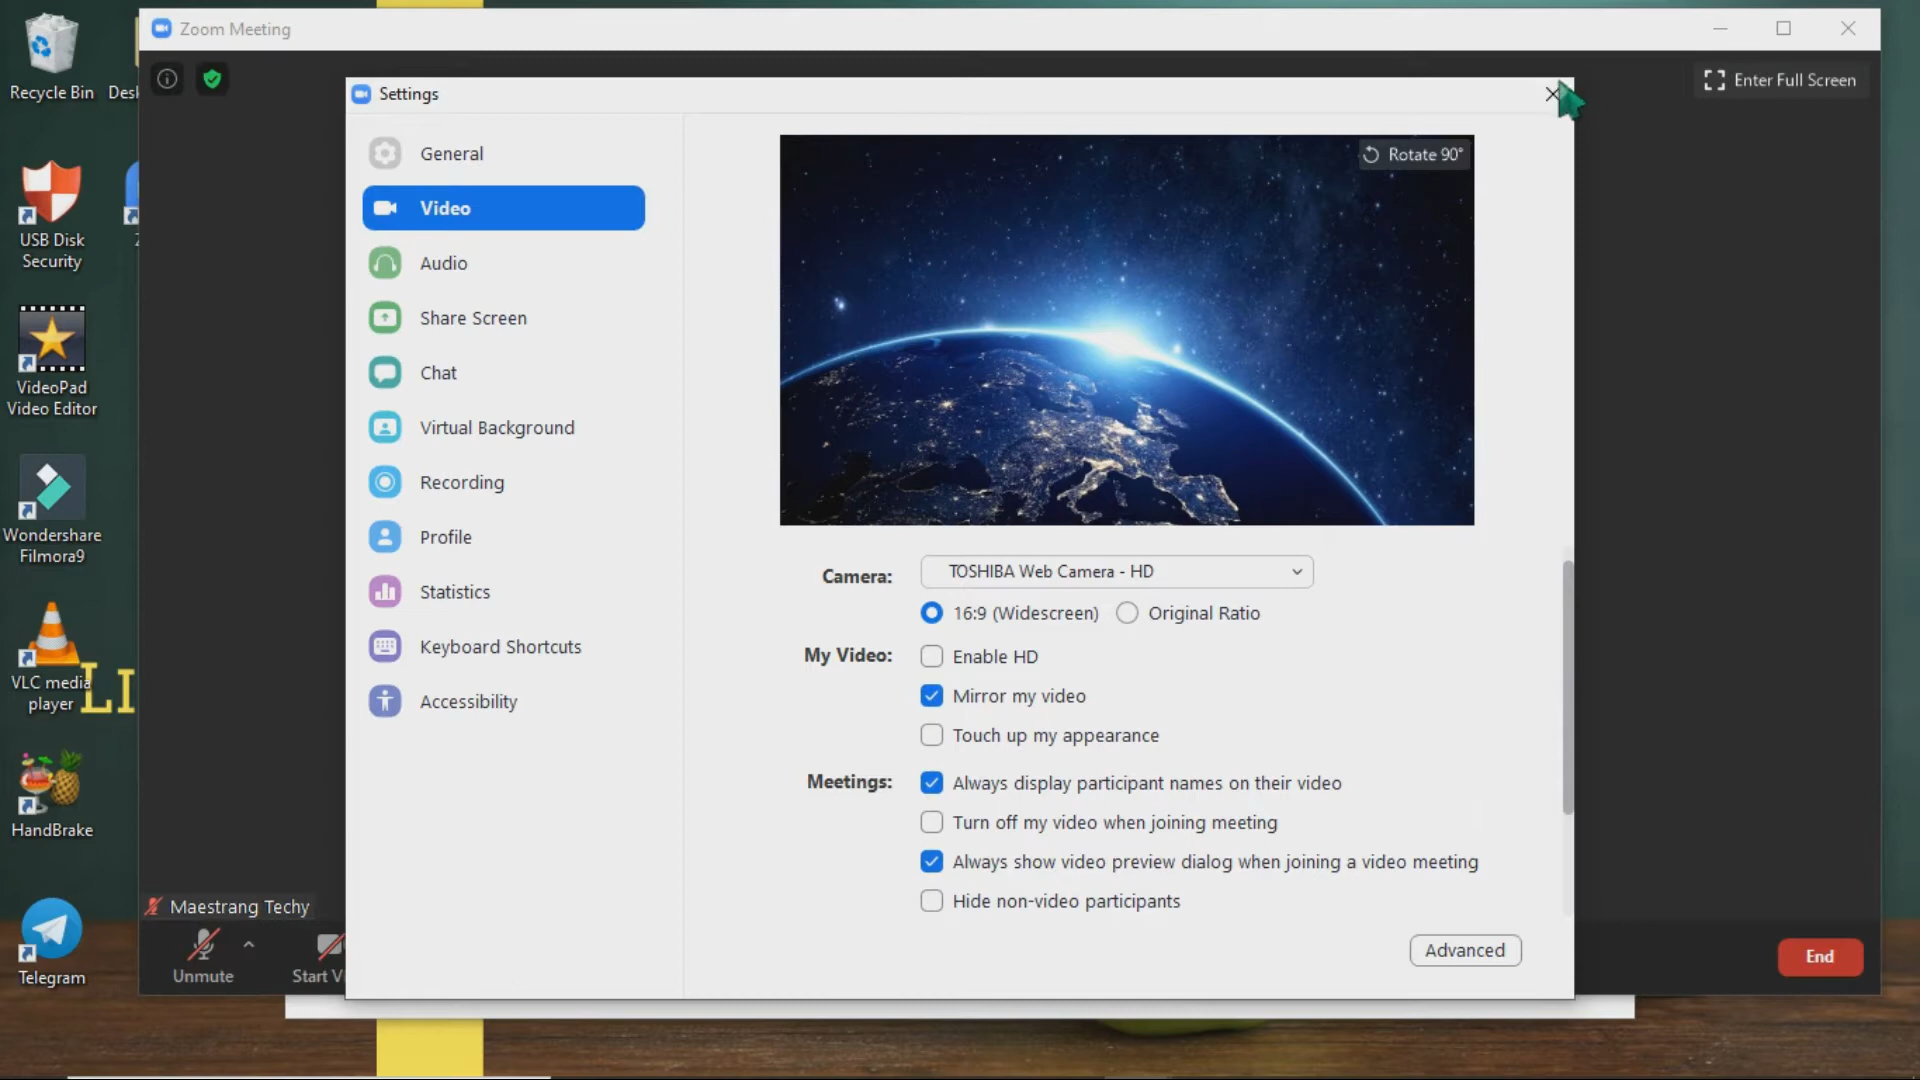 Zoom Meeting
Enter Full Screen
Settings
Rotate 90°
General
Video
Audio
Share Screen
Chat
Virtual Background
Recording
Profile
Statistics
Keyboard Shortcuts
Accessibility
Camera:
TOSHIBA Web Camera - HD
16:9 (Widescreen)
Original Ratio
My Video:
Enable HD
Mirror my video
Touch up my appearance
Meetings:
Always display participant names on their video
Turn off my video when joining meeting
Always show video preview dialog when joining a video meeting
Hide non-video participants
Advanced
Maestrang Techy
Unmute
Start V
End
Recycle Bin
Desk
USB Disk
Security
VideoPad
Video Editor
Wondershare
Filmora9
VLC media
player
LI
HandBrake
Telegram